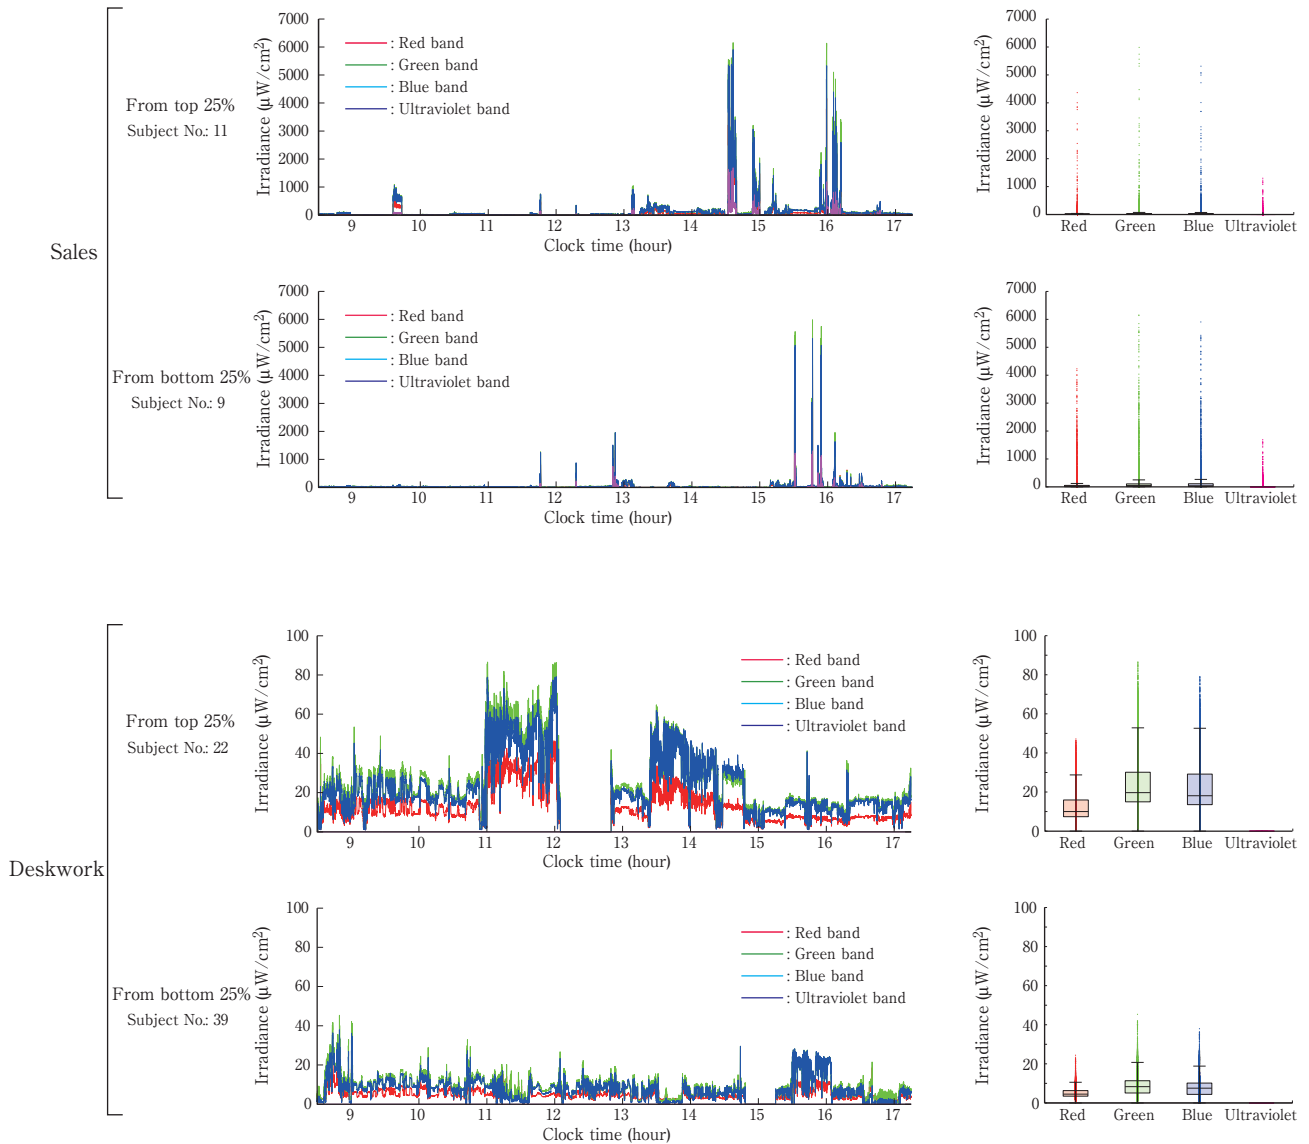 Sales
From top 25%
Subject No.: 11
Irradiance (μW/cm²)
7000
6000
5000
4000
3000
2000
1000
0
: Red band
: Green band
: Blue band
: Ultraviolet band
9 10 11 12 13 14 15 16 17
Clock time (hour)
Irradiance (μW/cm²)
7000
6000
5000
4000
3000
2000
1000
0
Red Green Blue Ultraviolet
From bottom 25%
Subject No.: 9
Irradiance (μW/cm²)
7000
6000
5000
4000
3000
2000
1000
0
: Red band
: Green band
: Blue band
: Ultraviolet band
9 10 11 12 13 14 15 16 17
Clock time (hour)
Irradiance (μW/cm²)
7000
6000
5000
4000
3000
2000
1000
0
Red Green Blue Ultraviolet
Deskwork
From top 25%
Subject No.: 22
Irradiance (μW/cm²)
100
80
60
40
20
0
: Red band
: Green band
: Blue band
: Ultraviolet band
9 10 11 12 13 14 15 16 17
Clock time (hour)
Irradiance (μW/cm²)
100
80
60
40
20
0
Red Green Blue Ultraviolet
From bottom 25%
Subject No.: 39
Irradiance (μW/cm²)
100
80
60
40
20
0
: Red band
: Green band
: Blue band
: Ultraviolet band
9 10 11 12 13 14 15 16 17
Clock time (hour)
Irradiance (μW/cm²)
100
80
60
40
20
0
Red Green Blue Ultraviolet